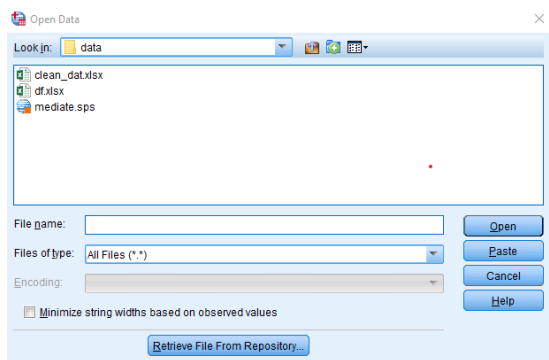 Open Data
Look in: data
clean_dat.xlsx
df.xlsx
mediate.sps
File name: Open
Files of type: All Files (*.*) Paste
Encoding: Cancel
Minimize string widths based on observed values Help
Retrieve File From Repository...